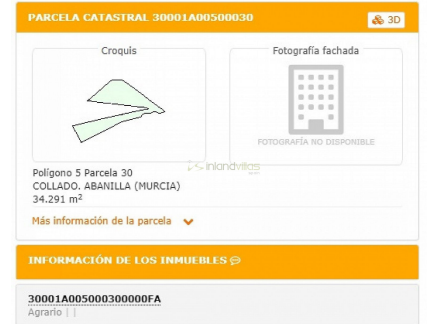 PARCELA CATASTRAL 30001A00500030
3D
Croquis
Fotografía fachada
FOTOGRAFÍA NO DISPONIBLE
inlandvillas
Polígono 5 Parcela 30
COLLADO. ABANILLA (MURCIA)
34.291 m²
Más información de la parcela
INFORMACIÓN DE LOS INMUEBLES
30001A005000300000FA
Agrario | |